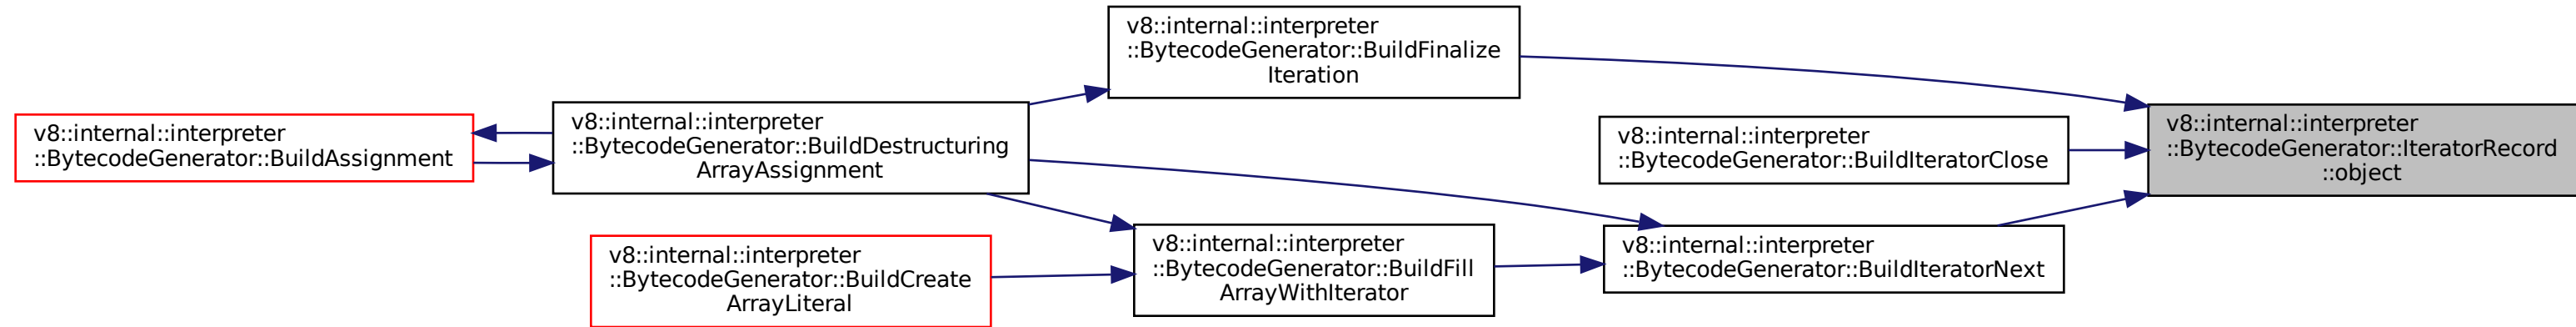 v8::internal::interpreter
::BytecodeGenerator::BuildFinalize
Iteration
v8::internal::interpreter
::BytecodeGenerator::BuildAssignment
v8::internal::interpreter
::BytecodeGenerator::BuildDestructuring
ArrayAssignment
v8::internal::interpreter
::BytecodeGenerator::BuildIteratorClose
v8::internal::interpreter
::BytecodeGenerator::IteratorRecord
::object
v8::internal::interpreter
::BytecodeGenerator::BuildCreate
ArrayLiteral
v8::internal::interpreter
::BytecodeGenerator::BuildFill
ArrayWithIterator
v8::internal::interpreter
::BytecodeGenerator::BuildIteratorNext